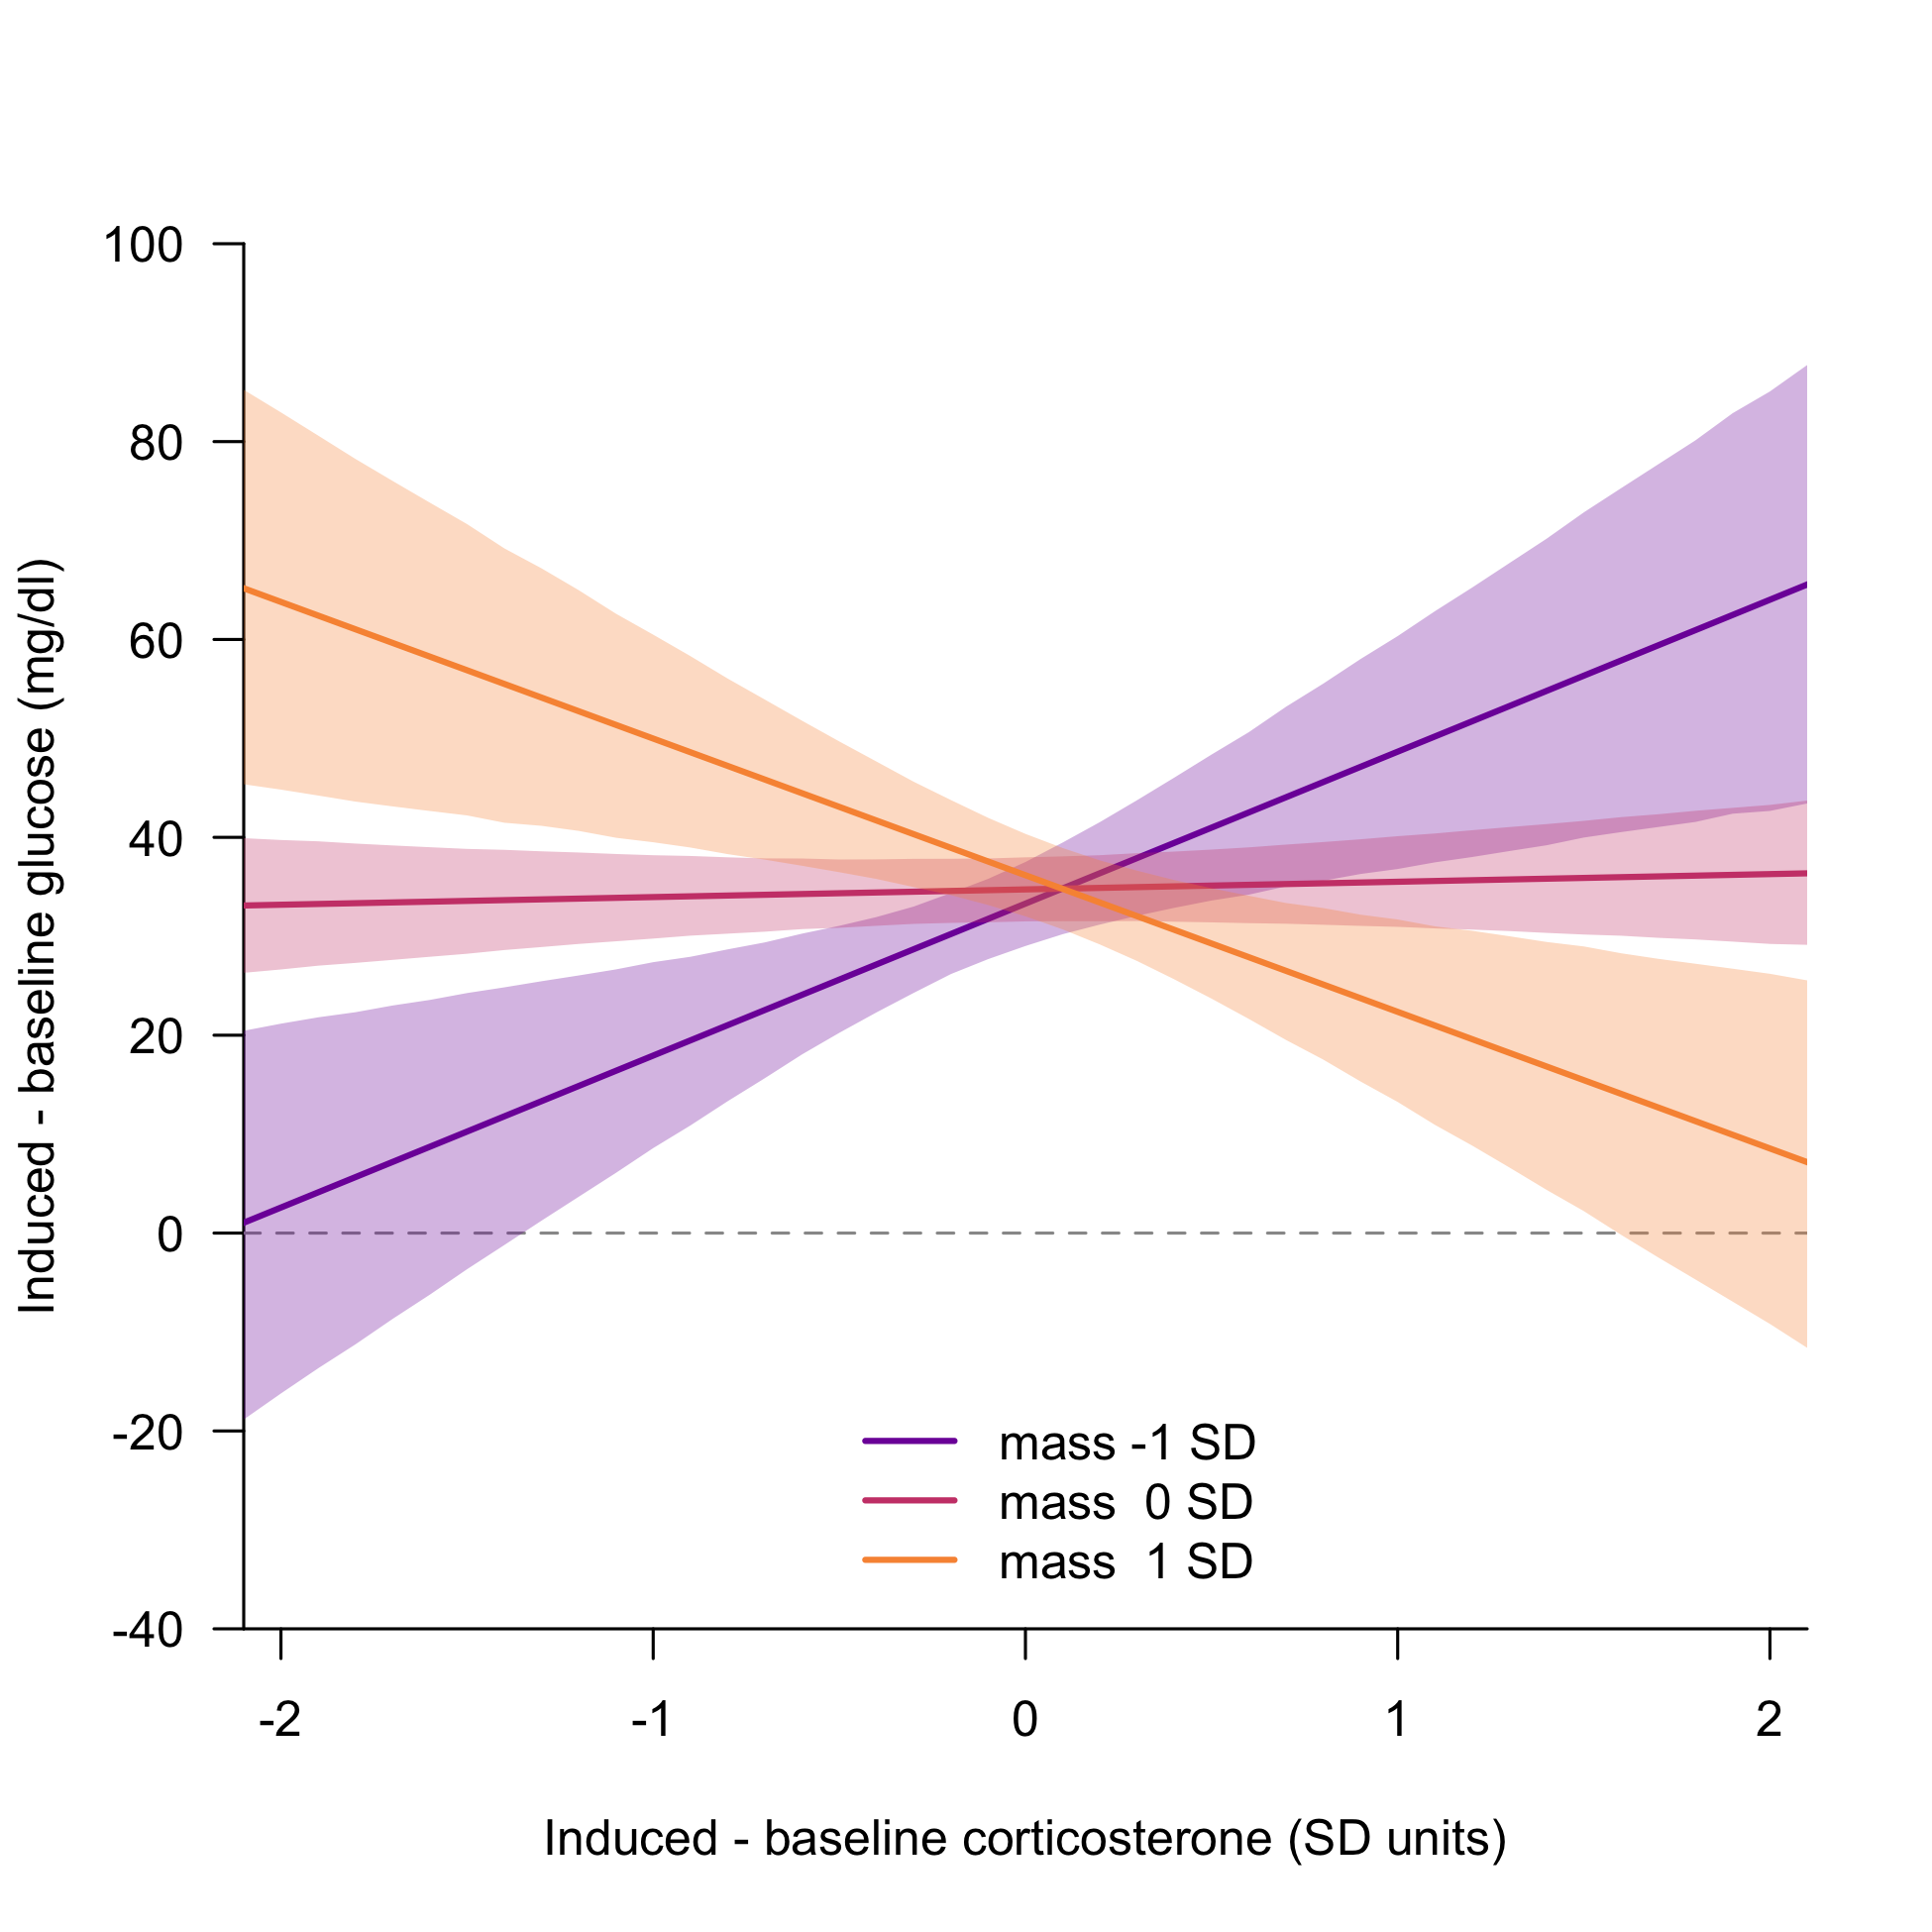 100
80
60
40
20
0
-20
-40
Induced - baseline glucose (mg/dl)
mass -1 SD
mass 0 SD
mass 1 SD
-2 -1 0 1 2
Induced - baseline corticosterone (SD units)